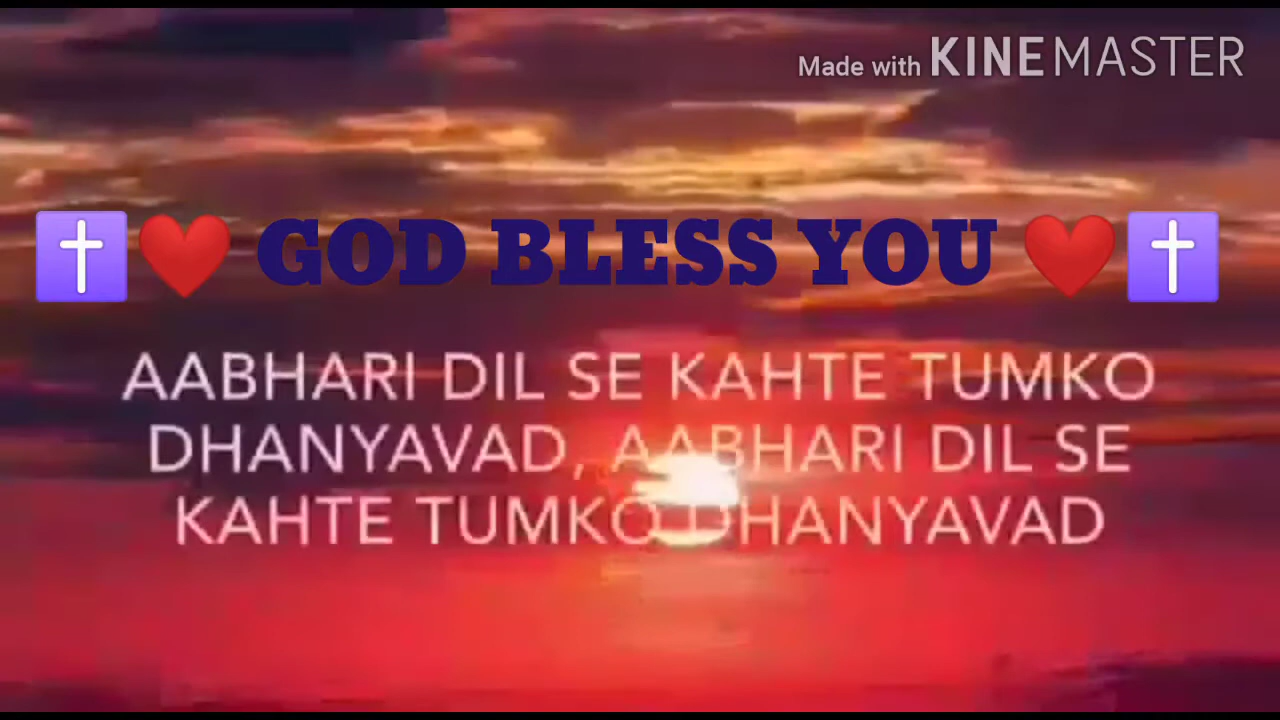 Made with KINEMASTER
✝️❤️ GOD BLESS YOU ❤️✝️
AABHARI DIL SE KAHTE TUMKO
DHANYAVAD, AABHARI DIL SE
KAHTE TUMKO DHANYAVAD